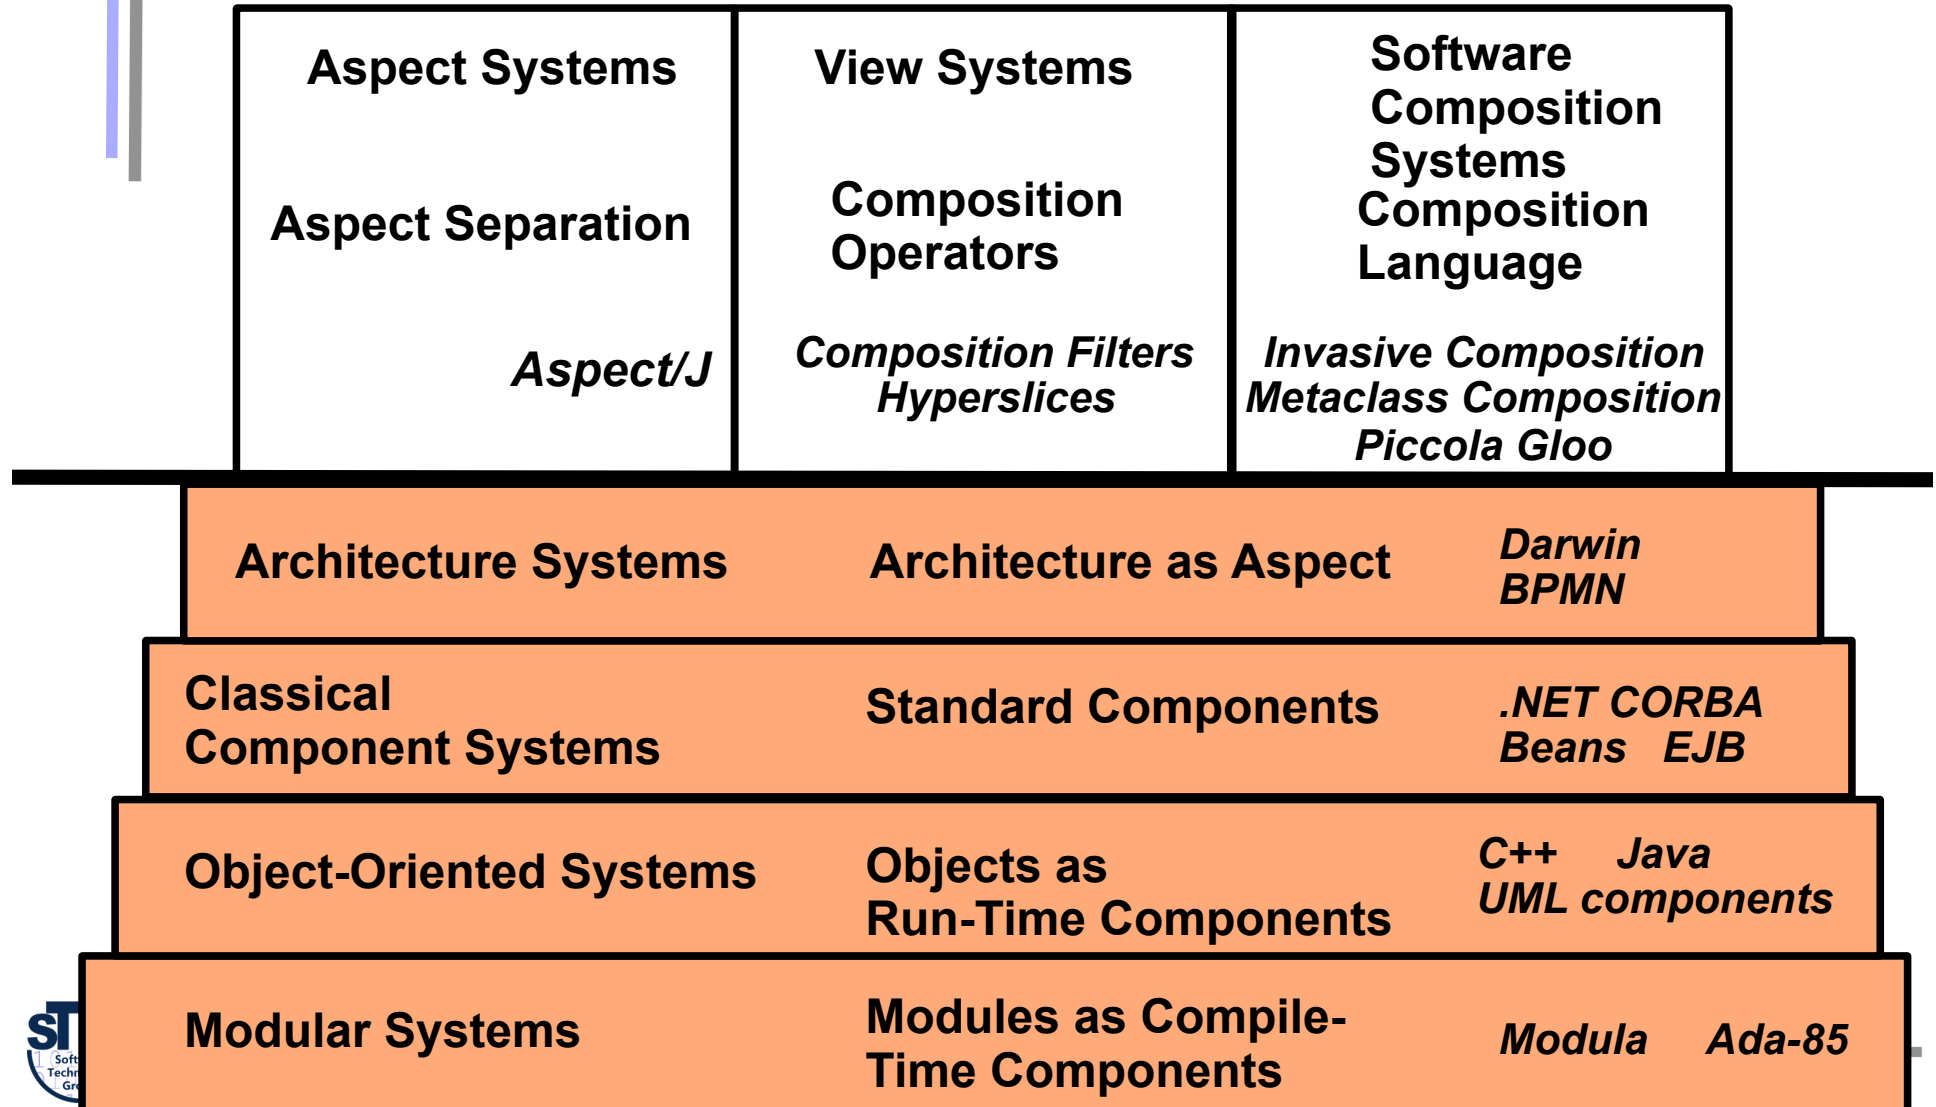 Aspect Systems
Aspect Separation
Aspect/J
View Systems
Composition
Operators
Composition Filters
Hyperslices
Software
Composition
Systems
Composition
Language
Invasive Composition
Metaclass Composition
Piccola Gloo
Architecture Systems
Architecture as Aspect
Darwin
BPMN
Classical
Component Systems
Standard Components
.NET CORBA
Beans EJB
Object-Oriented Systems
Objects as
Run-Time Components
C++ Java
UML components
Modular Systems
Modules as Compile-
Time Components
Modula Ada-85